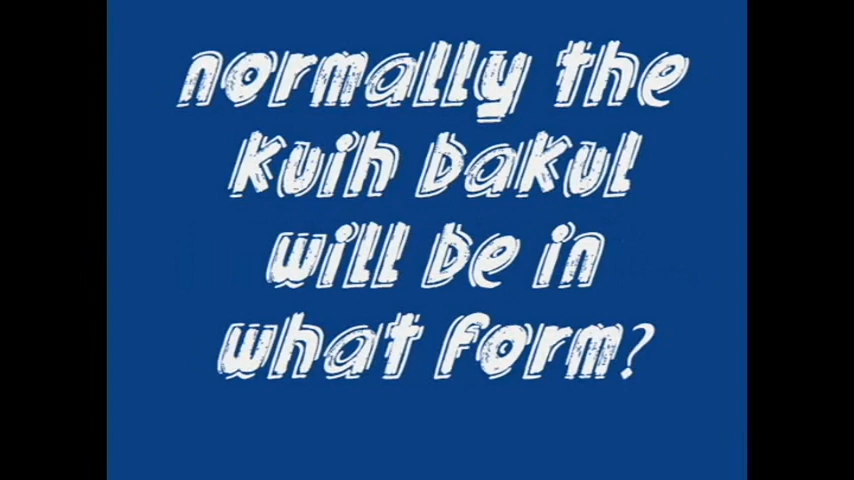 normally the
kuih bakul
will be in
what form?